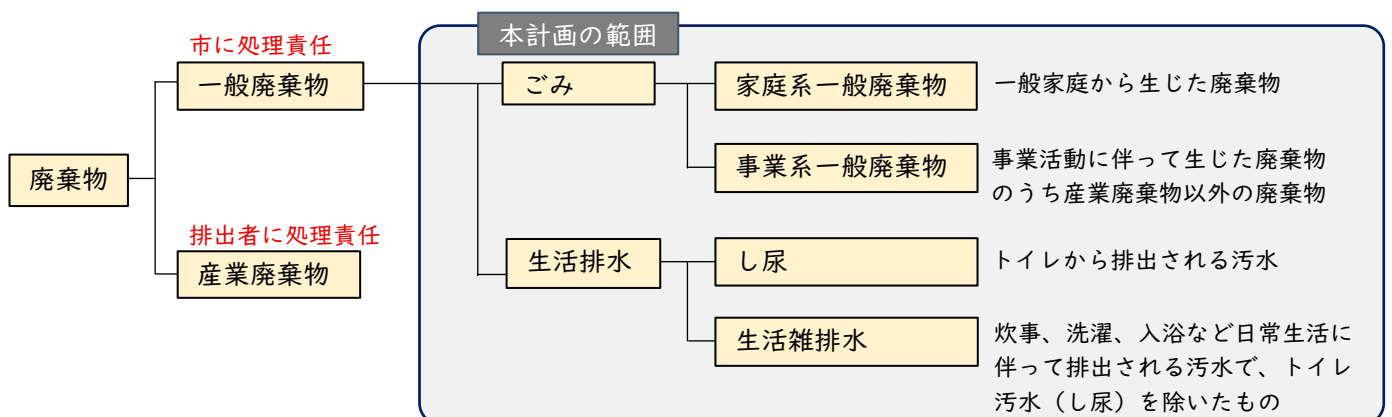 本計画の範囲
市に処理責任
一般廃棄物
ごみ
家庭系一般廃棄物
一般家庭から生じた廃棄物
事業系一般廃棄物
事業活動に伴って生じた廃棄物
のうち産業廃棄物以外の廃棄物
廃棄物
排出者に処理責任
産業廃棄物
生活排水
し尿
トイレから排出される汚水
生活雑排水
炊事、洗濯、入浴など日常生活に
伴って排出される汚水で、トイレ
汚水（し尿）を除いたもの